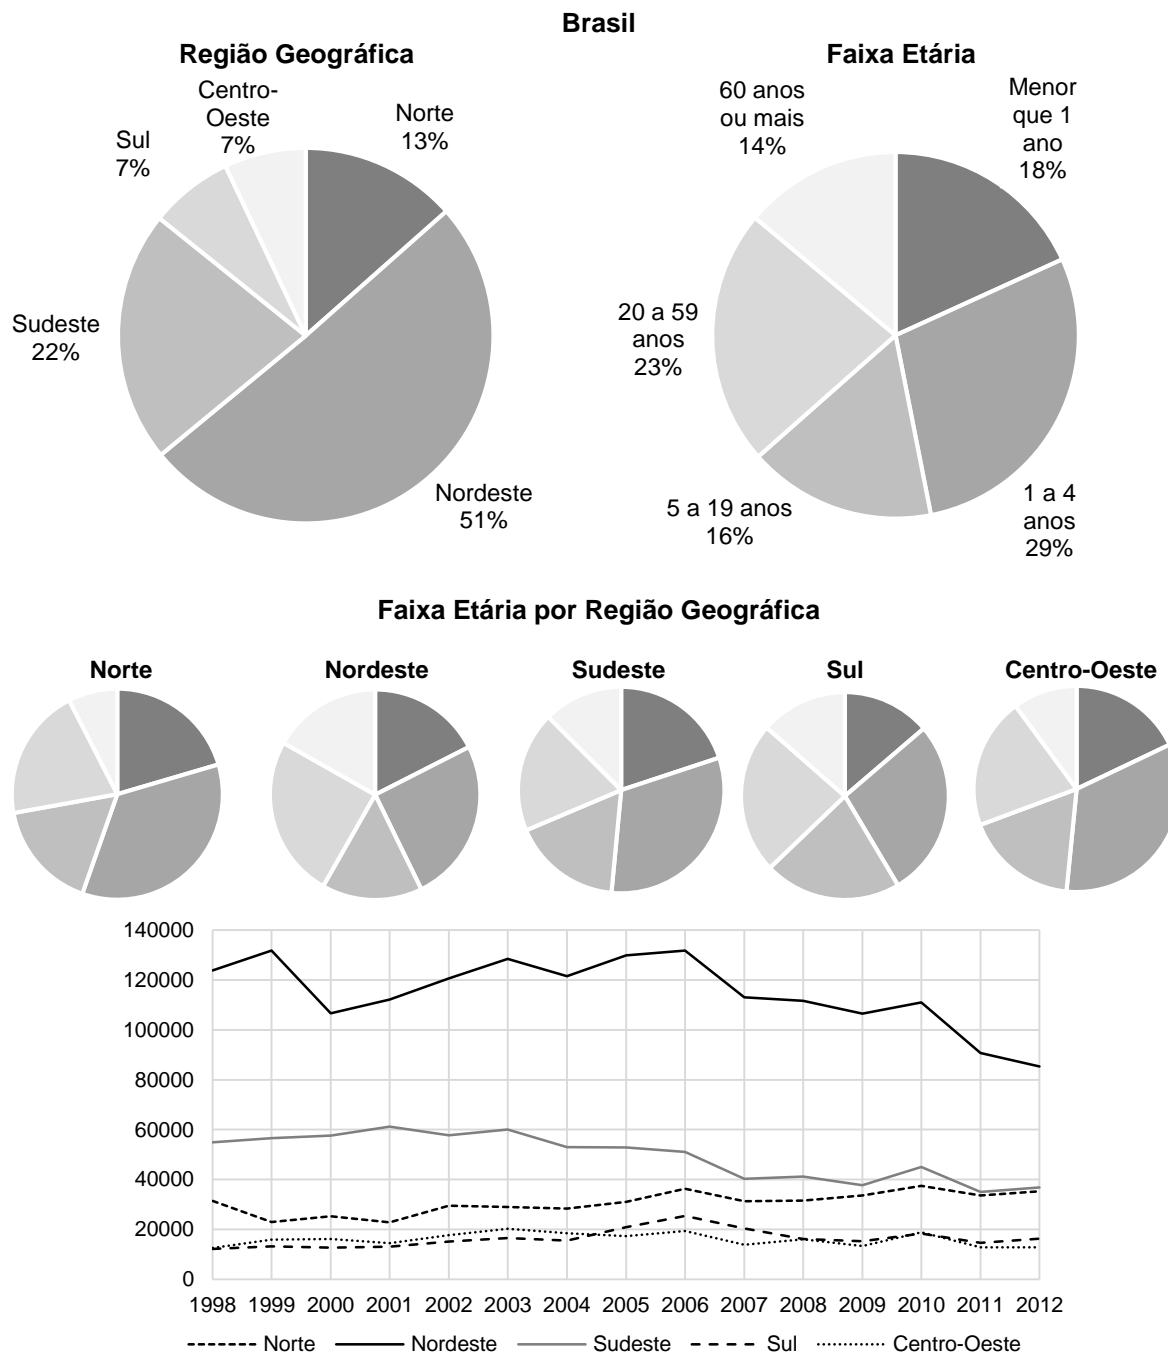 Brasil
Região Geográfica
Faixa Etária
Centro-
Oeste
7%
Norte
13%
Sul
7%
Sudeste
22%
Nordeste
51%
60 anos
ou mais
14%
Menor
que 1
ano
18%
20 a 59
anos
23%
5 a 19 anos
16%
1 a 4
anos
29%
Faixa Etária por Região Geográfica
Norte
Nordeste
Sudeste
Sul
Centro-Oeste
140000
120000
100000
80000
60000
40000
20000
0
1998 1999 2000 2001 2002 2003 2004 2005 2006 2007 2008 2009 2010 2011 2012
Norte Nordeste Sudeste Sul Centro-Oeste